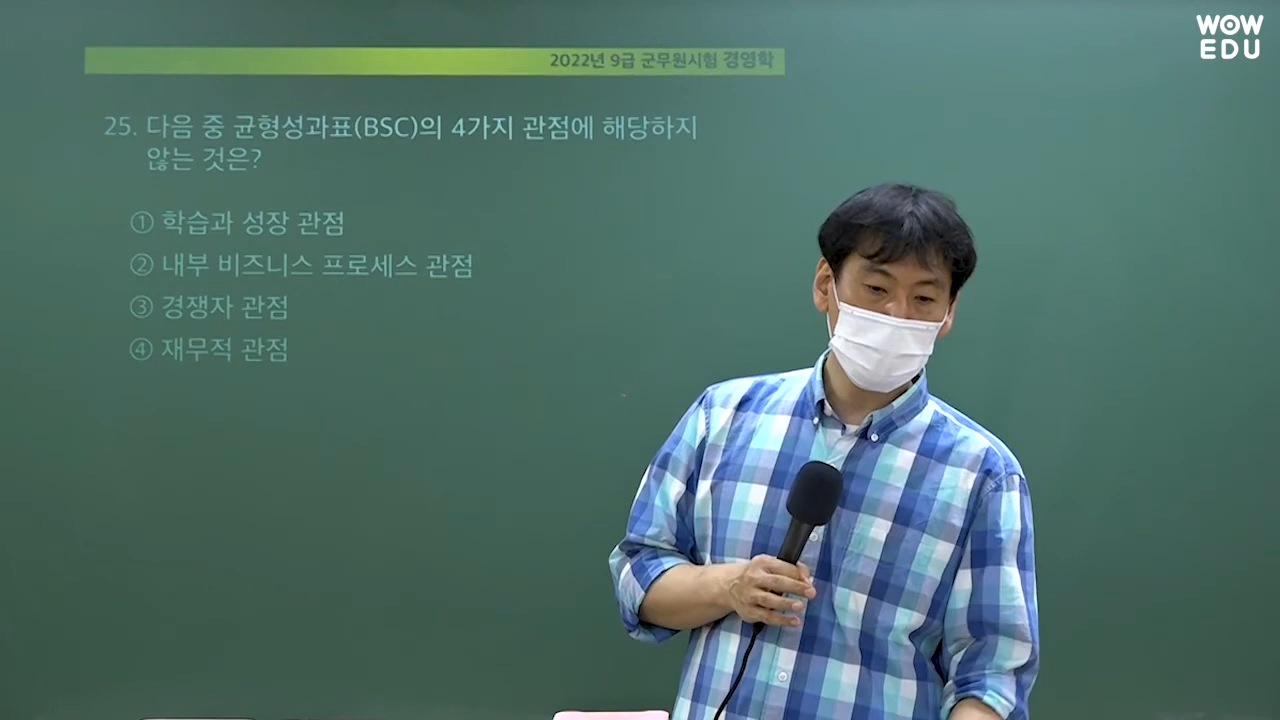 WOW
EDU
2022년 9급 군무원시험 경영학
25. 다음 중 균형성과표(BSC)의 4가지 관점에 해당하지
않는 것은?
① 학습과 성장 관점
② 내부 비즈니스 프로세스 관점
③ 경쟁자 관점
④ 재무적 관점